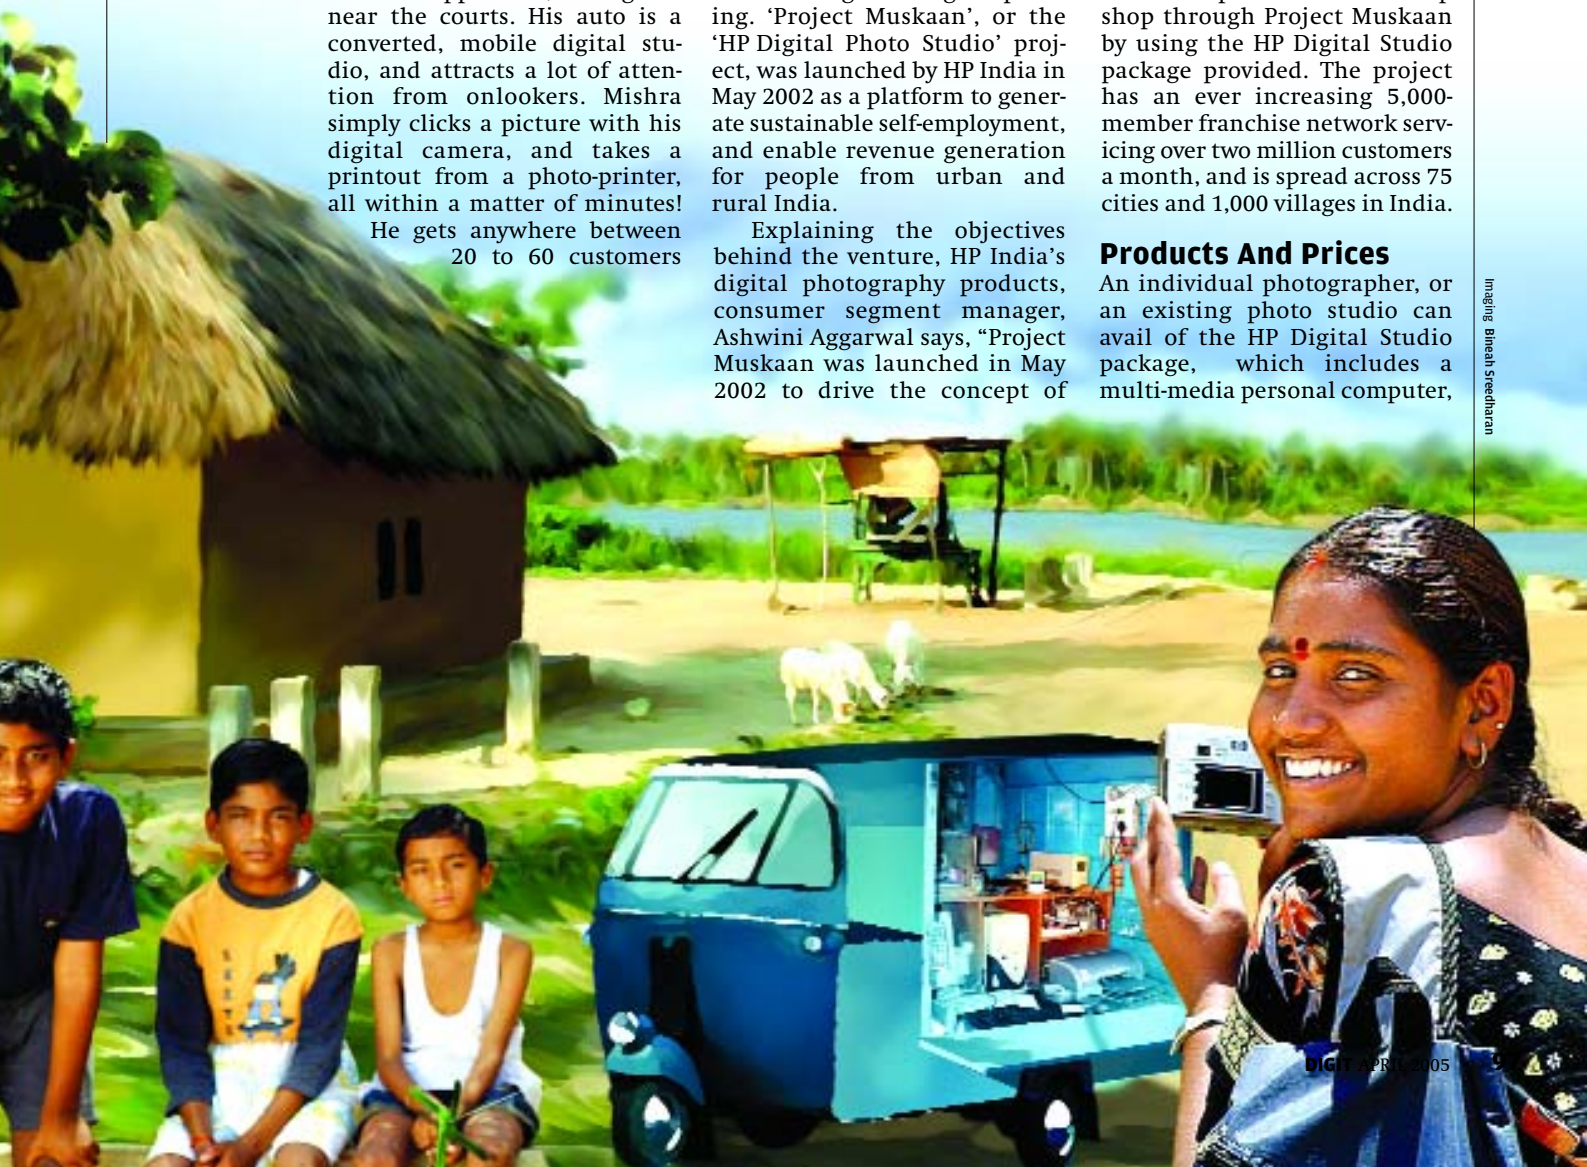 near the courts. His auto is a
converted, mobile digital stu-
dio, and attracts a lot of atten-
tion from onlookers. Mishra
simply clicks a picture with his
digital camera, and takes a
printout from a photo-printer,
all within a matter of minutes!
He gets anywhere between
20 to 60 customers
ing. ‘Project Muskaan’, or the
‘HP Digital Photo Studio’ proj-
ect, was launched by HP India in
May 2002 as a platform to gener-
ate sustainable self-employment,
and enable revenue generation
for people from urban and
rural India.
Explaining the objectives
behind the venture, HP India’s
digital photography products,
consumer segment manager,
Ashwini Aggarwal says, “Project
Muskaan was launched in May
2002 to drive the concept of
shop through Project Muskaan
by using the HP Digital Studio
package provided. The project
has an ever increasing 5,000-
member franchise network serv-
icing over two million customers
a month, and is spread across 75
cities and 1,000 villages in India.
Products And Prices
An individual photographer, or
an existing photo studio can
avail of the HP Digital Studio
package, which includes a
multi-media personal computer,
Imaging Bineah Sreedharan
DIGIT APRIL 2005